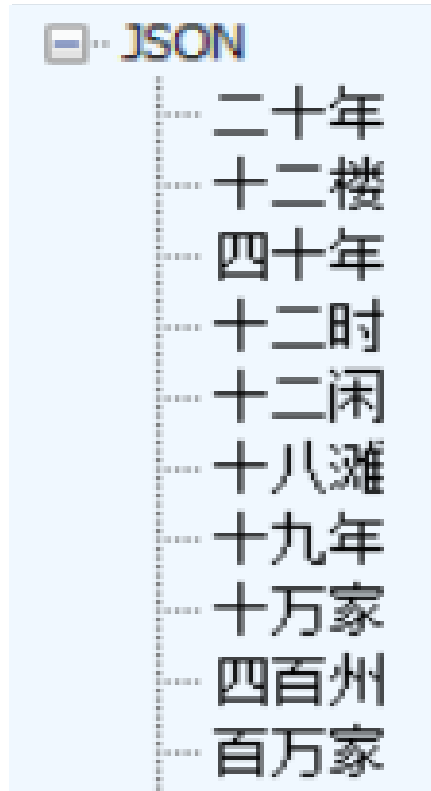 JSON
二十年
十二楼
四十年
十二时
十二闲
十八滩
十九年
十万家
四百州
百万家